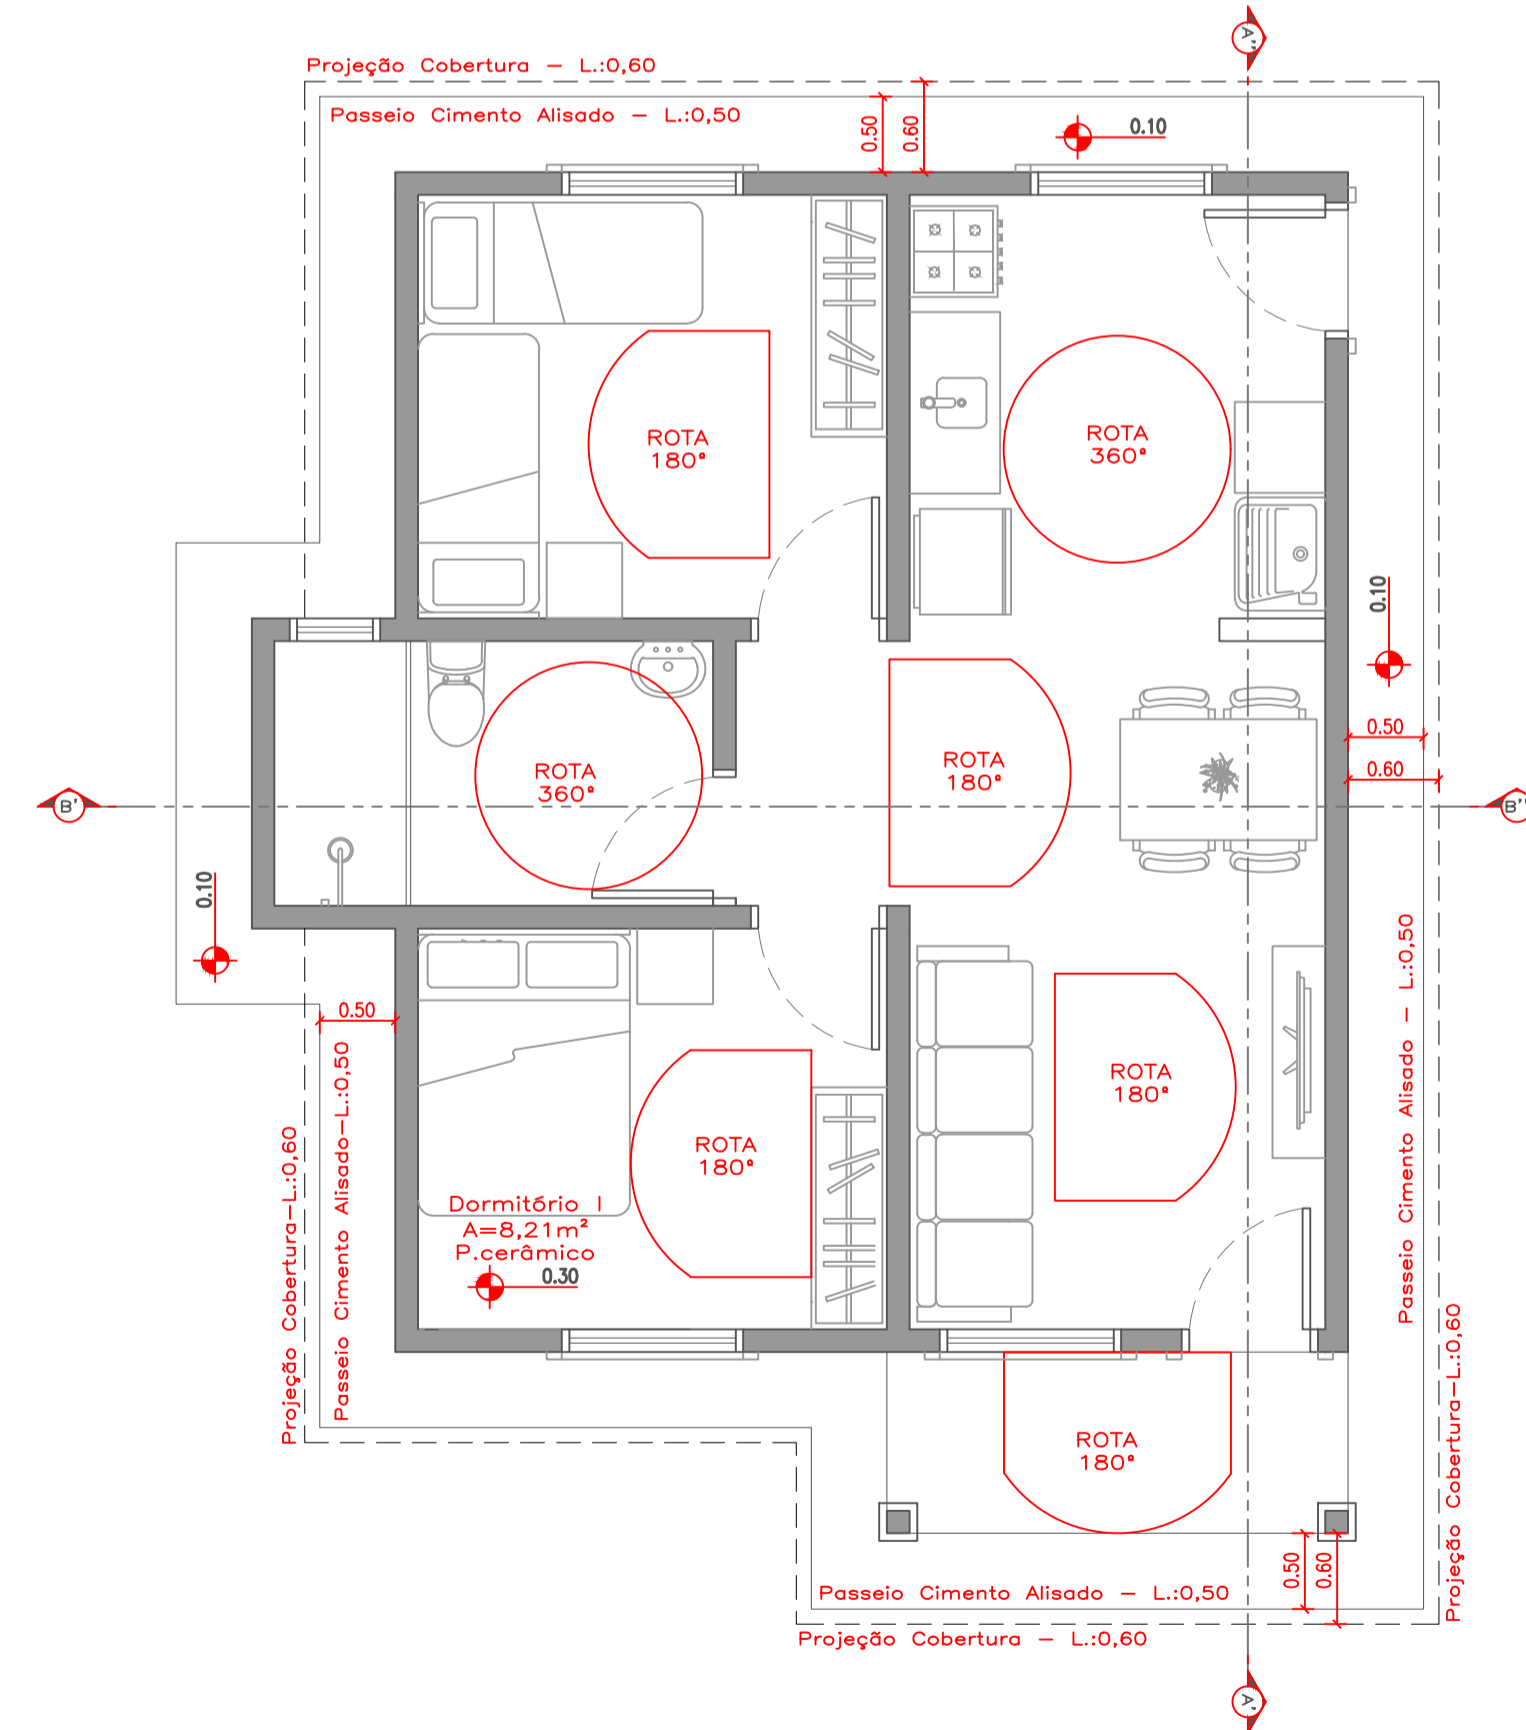 A''
Projeção Cobertura – L.:0,60
Passeio Cimento Alisado – L.:0,50
0.50
0.60
0.10
ROTA
180°
ROTA
360°
0.10
0.50
0.60
ROTA
360°
ROTA
180°
B'
B''
0.10
0.50
ROTA
180°
ROTA
180°
Dormitório I
A=8,21m²
P.cerâmico
0.30
Projeção Cobertura–L.:0,60
Passeio Cimento Alisado–L.:0,50
Passeio Cimento Alisado – L.:0,50
Projeção Cobertura–L.:0,60
ROTA
180°
0.50
0.60
Passeio Cimento Alisado – L.:0,50
Projeção Cobertura – L.:0,60
A'